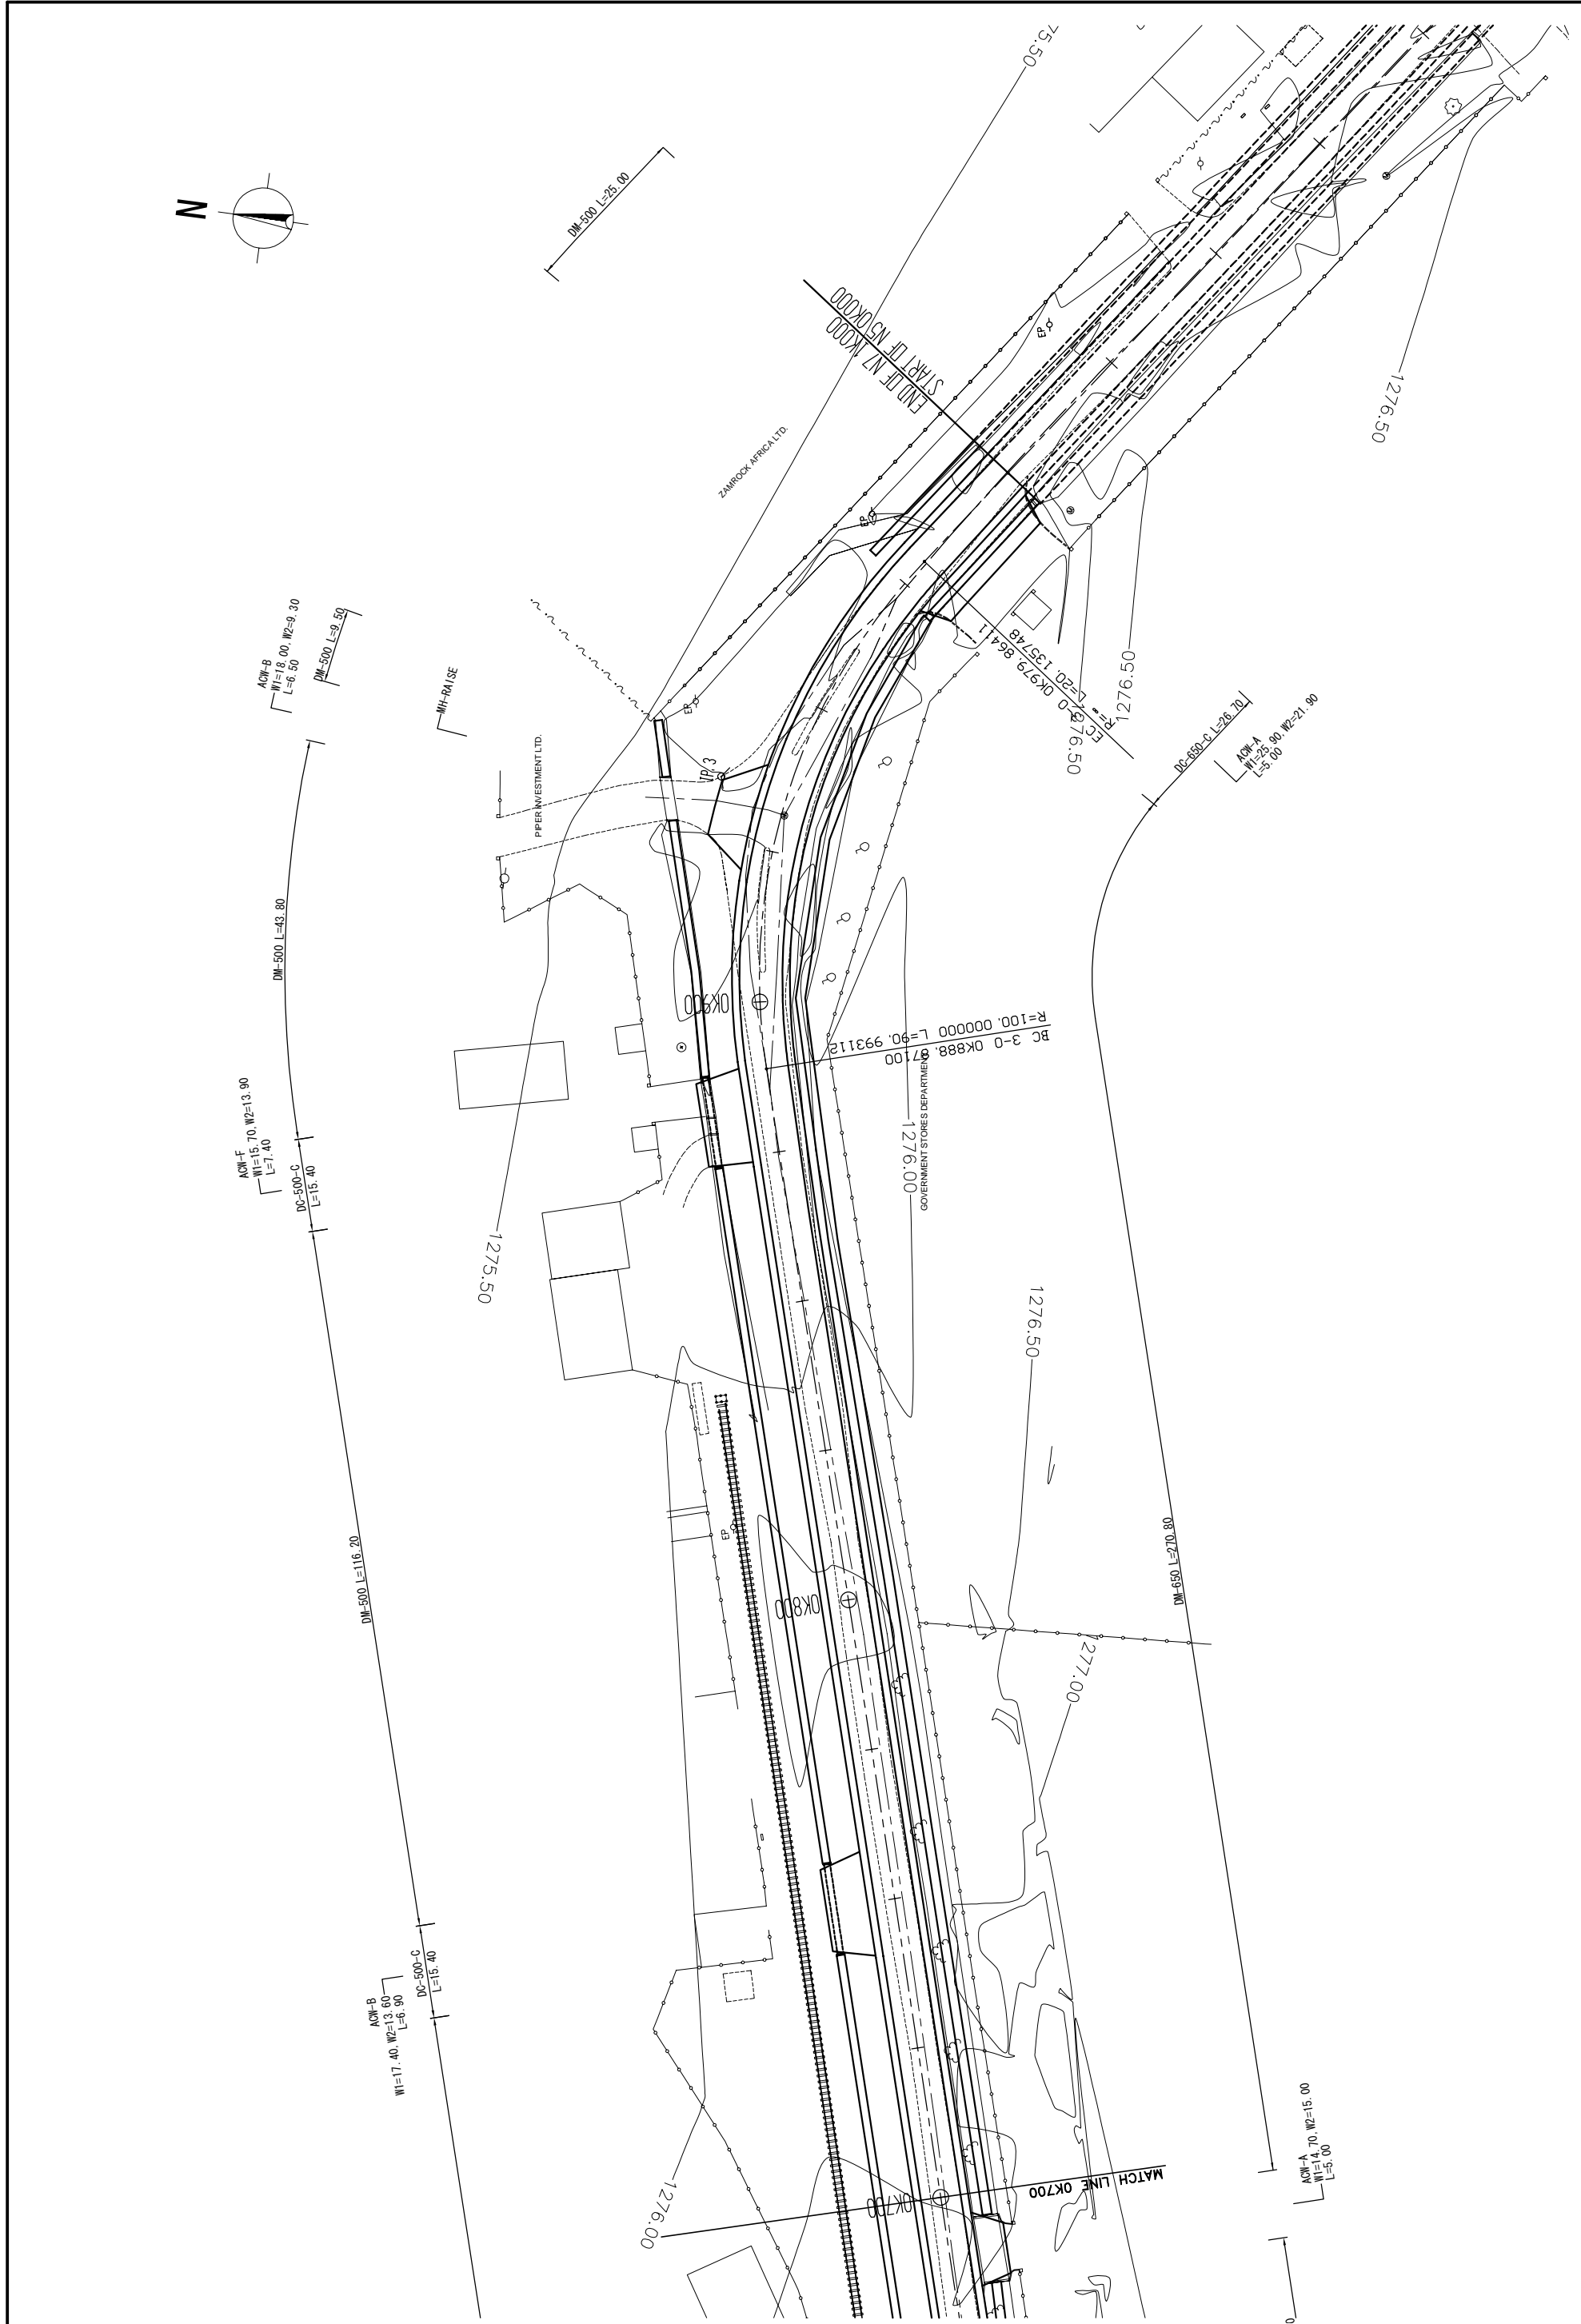 75.50
N
DM-500 L=25.00
END OF N7 1K000
START OF N5 0K000
EP
1276.50
ZAMROCK AFRICA LTD.
EP
ACW-B
W1=18.00, W2=9.30
L=6.50
DM-500 L=9.50
MH-RAISE
EP
EC 3-0 0K979.86411
L=20.135748
R=∞
1276.50
1276.50
DC-650-C L=26.70
ACW-A
W1=25.90, W2=21.90
L=5.00
PIPER INVESTMENT LTD.
IP.3
DM-500 L=43.80
0K900
BC 3-0 0K888.87100
R=100.000000 L=90.993112
GOVERNMENT STORES DEPARTMENT
1276.00
ACW-F
W1=15.70, W2=13.90
L=7.40
DC-500-C
L=15.40
1275.50
1276.50
EP
DM-500 L=116.20
DM-650 L=270.80
0K800
1277.00
ACW-B
W1=17.40, W2=13.60
L=6.90
DC-500-C
L=15.40
1276.00
0K700
MATCH LINE 0K700
ACW-A
W1=14.70, W2=15.00
L=5.00